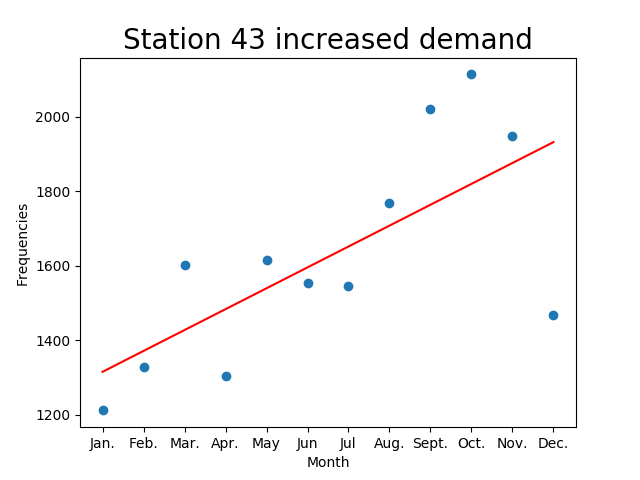 Station 43 increased demand
Frequencies
2000
1800
1600
1400
1200
Jan. Feb. Mar. Apr. May Jun Jul Aug. Sept. Oct. Nov. Dec.
Month